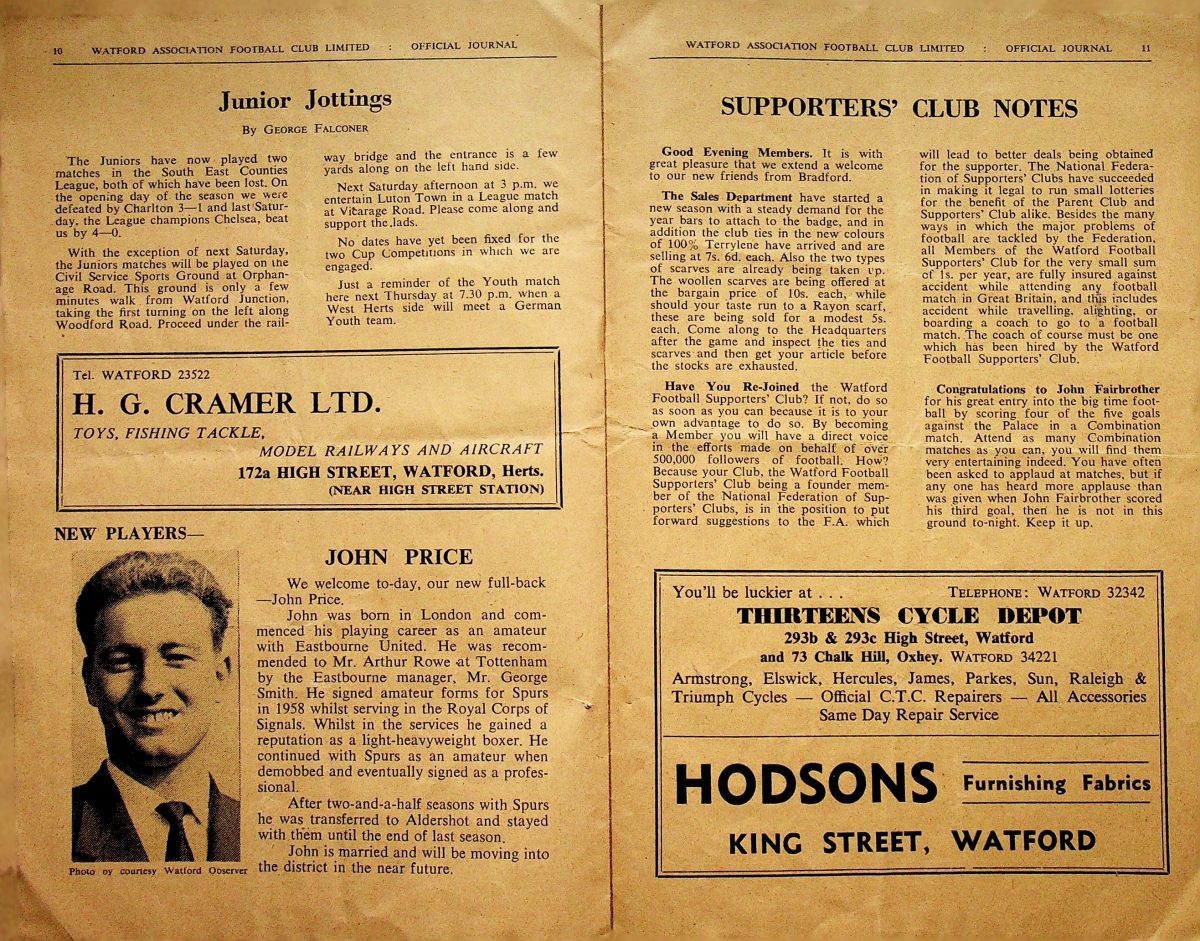 10 WATFORD ASSOCIATION FOOTBALL CLUB LIMITED : OFFICIAL JOURNAL
Junior Jottings
By GEORGE FALCONER
The Juniors have now played two
matches in the South East Counties
League, both of which have been lost. On
the opening day of the season we were
defeated by Charlton 3—1 and last Satur-
day, the League champions Chelsea, beat
us by 4—0.
With the exception of next Saturday,
the Juniors matches will be played on the
Civil Service Sports Ground at Orphan-
age Road. This ground is only a few
minutes walk from Watford Junction,
taking the first turning on the left along
Woodford Road. Proceed under the rail-
way bridge and the entrance is a few
yards along on the left hand side.
Next Saturday afternoon at 3 p.m. we
entertain Luton Town in a League match
at Vicarage Road. Please come along and
support the lads.
No dates have yet been fixed for the
two Cup Competitions in which we are
engaged.
Just a reminder of the Youth match
here next Thursday at 7.30 p.m. when a
West Herts side will meet a German
Youth team.
Tel. WATFORD 23522
H. G. CRAMER LTD.
TOYS, FISHING TACKLE,
MODEL RAILWAYS AND AIRCRAFT
172a HIGH STREET, WATFORD, Herts.
(NEAR HIGH STREET STATION)
NEW PLAYERS—
JOHN PRICE
We welcome to-day, our new full-back
—John Price.
John was born in London and com-
menced his playing career as an amateur
with Eastbourne United. He was recom-
mended to Mr. Arthur Rowe at Tottenham
by the Eastbourne manager, Mr. George
Smith. He signed amateur forms for Spurs
in 1958 whilst serving in the Royal Corps of
Signals. Whilst in the services he gained a
reputation as a light-heavyweight boxer. He
continued with Spurs as an amateur when
demobbed and eventually signed as a profes-
sional.
After two-and-a-half seasons with Spurs
he was transferred to Aldershot and stayed
with them until the end of last season.
John is married and will be moving into
the district in the near future.
Photo by courtesy Watford Observer
WATFORD ASSOCIATION FOOTBALL CLUB LIMITED : OFFICIAL JOURNAL 11
SUPPORTERS' CLUB NOTES
Good Evening Members. It is with
great pleasure that we extend a welcome
to our new friends from Bradford.
The Sales Department have started a
new season with a steady demand for the
year bars to attach to the badge, and in
addition the club ties in the new colours
of 100% Terrylene have arrived and are
selling at 7s. 6d. each. Also the two types
of scarves are already being taken up.
The woollen scarves are being offered at
the bargain price of 10s. each, while
should your taste run to a Rayon scarf,
these are being sold for a modest 5s.
each. Come along to the Headquarters
after the game and inspect the ties and
scarves and then get your article before
the stocks are exhausted.
Have You Re-Joined the Watford
Football Supporters' Club? If not, do so
as soon as you can because it is to your
own advantage to do so. By becoming
a Member you will have a direct voice
in the efforts made on behalf of over
500,000 followers of football. How?
Because your Club, the Watford Football
Supporters' Club being a founder mem-
ber of the National Federation of Sup-
porters' Clubs, is in the position to put
forward suggestions to the F.A. which
will lead to better deals being obtained
for the supporter. The National Federa-
tion of Supporters' Clubs have succeeded
in making it legal to run small lotteries
for the benefit of the Parent Club and
Supporters' Club alike. Besides the many
ways in which the major problems of
football are tackled by the Federation,
all Members of the Watford Football
Supporters' Club for the very small sum
of 1s. per year, are fully insured against
accident while attending any football
match in Great Britain, and this includes
accident while travelling, alighting, or
boarding a coach to go to a football
match. The coach of course must be one
which has been hired by the Watford
Football Supporters' Club.
Congratulations to John Fairbrother
for his great entry into the big time foot-
ball by scoring four of the five goals
against the Palace in a Combination
match. Attend as many Combination
matches as you can, you will find them
very entertaining indeed. You have often
been asked to applaud at matches, but if
any one has heard more applause than
was given when John Fairbrother scored
his third goal, then he is not in this
ground to-night. Keep it up.
You'll be luckier at . . . TELEPHONE: WATFORD 32342
THIRTEENS CYCLE DEPOT
293b & 293c High Street, Watford
and 73 Chalk Hill, Oxhey. WATFORD 34221
Armstrong, Elswick, Hercules, James, Parkes, Sun, Raleigh &
Triumph Cycles — Official C.T.C. Repairers — All Accessories
Same Day Repair Service
HODSONS Furnishing Fabrics
KING STREET, WATFORD